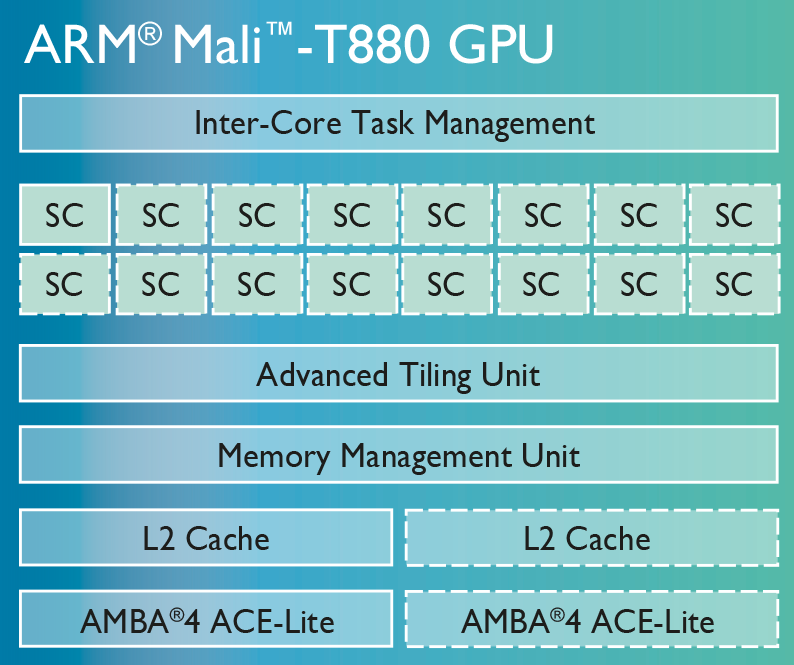 ARM® Mali™-T880 GPU
Inter-Core Task Management
SC SC SC SC SC SC SC SC
SC SC SC SC SC SC SC SC
Advanced Tiling Unit
Memory Management Unit
L2 Cache L2 Cache
AMBA®4 ACE-Lite AMBA®4 ACE-Lite